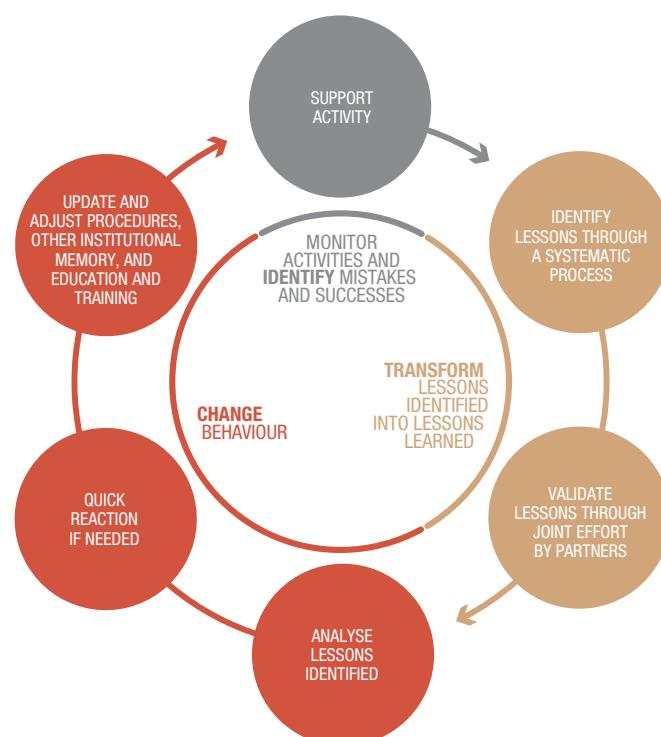 SUPPORT
ACTIVITY
IDENTIFY
LESSONS THROUGH
A SYSTEMATIC
PROCESS
VALIDATE
LESSONS THROUGH
JOINT EFFORT
BY PARTNERS
ANALYSE
LESSONS
IDENTIFIED
QUICK
REACTION
IF NEEDED
UPDATE AND
ADJUST PROCEDURES,
OTHER INSTITUTIONAL
MEMORY, AND
EDUCATION AND
TRAINING
MONITOR
ACTIVITIES AND
IDENTIFY MISTAKES
AND SUCCESSES
TRANSFORM
LESSONS
IDENTIFIED
INTO LESSONS
LEARNED
CHANGE
BEHAVIOUR